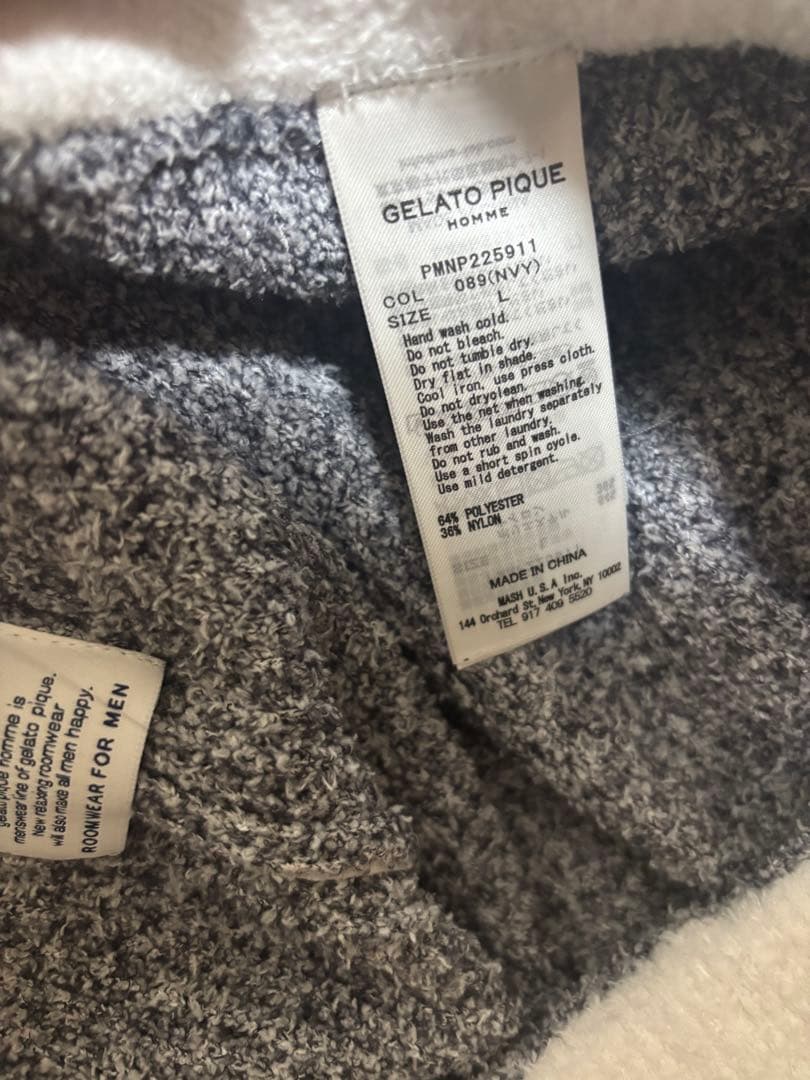 GELATO PIQUE
HOMME
PMNP225911
COL 089(NVY)
SIZE L
Hand wash cold.
Do not bleach.
Do not tumble dry.
Dry flat in shade.
Cool iron, use press cloth.
Do not dryclean.
Use the net when washing.
Wash the laundry separately
from other laundry.
Do not rub and wash.
Use a short spin cycle.
Use mild detergent.
64% POLYESTER
36% NYLON
MADE IN CHINA
MASH U.S.A Inc.
144 Orchard St, New York, NY 10002
TEL 917 409 5520
pique homme is
menswear line of gelato pique.
New relaxing roomwear
will also make all men happy.
ROOMWEAR FOR MEN